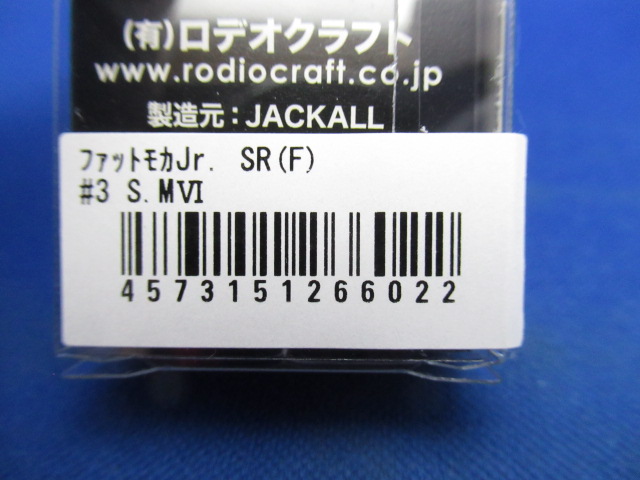 (有)ロデオクラフト
www.rodiocraft.co.jp
製造元：JACKALL
ﾌｧｯﾄﾓｶJr. SR(F)
#3 S.MⅥ
4573151266022